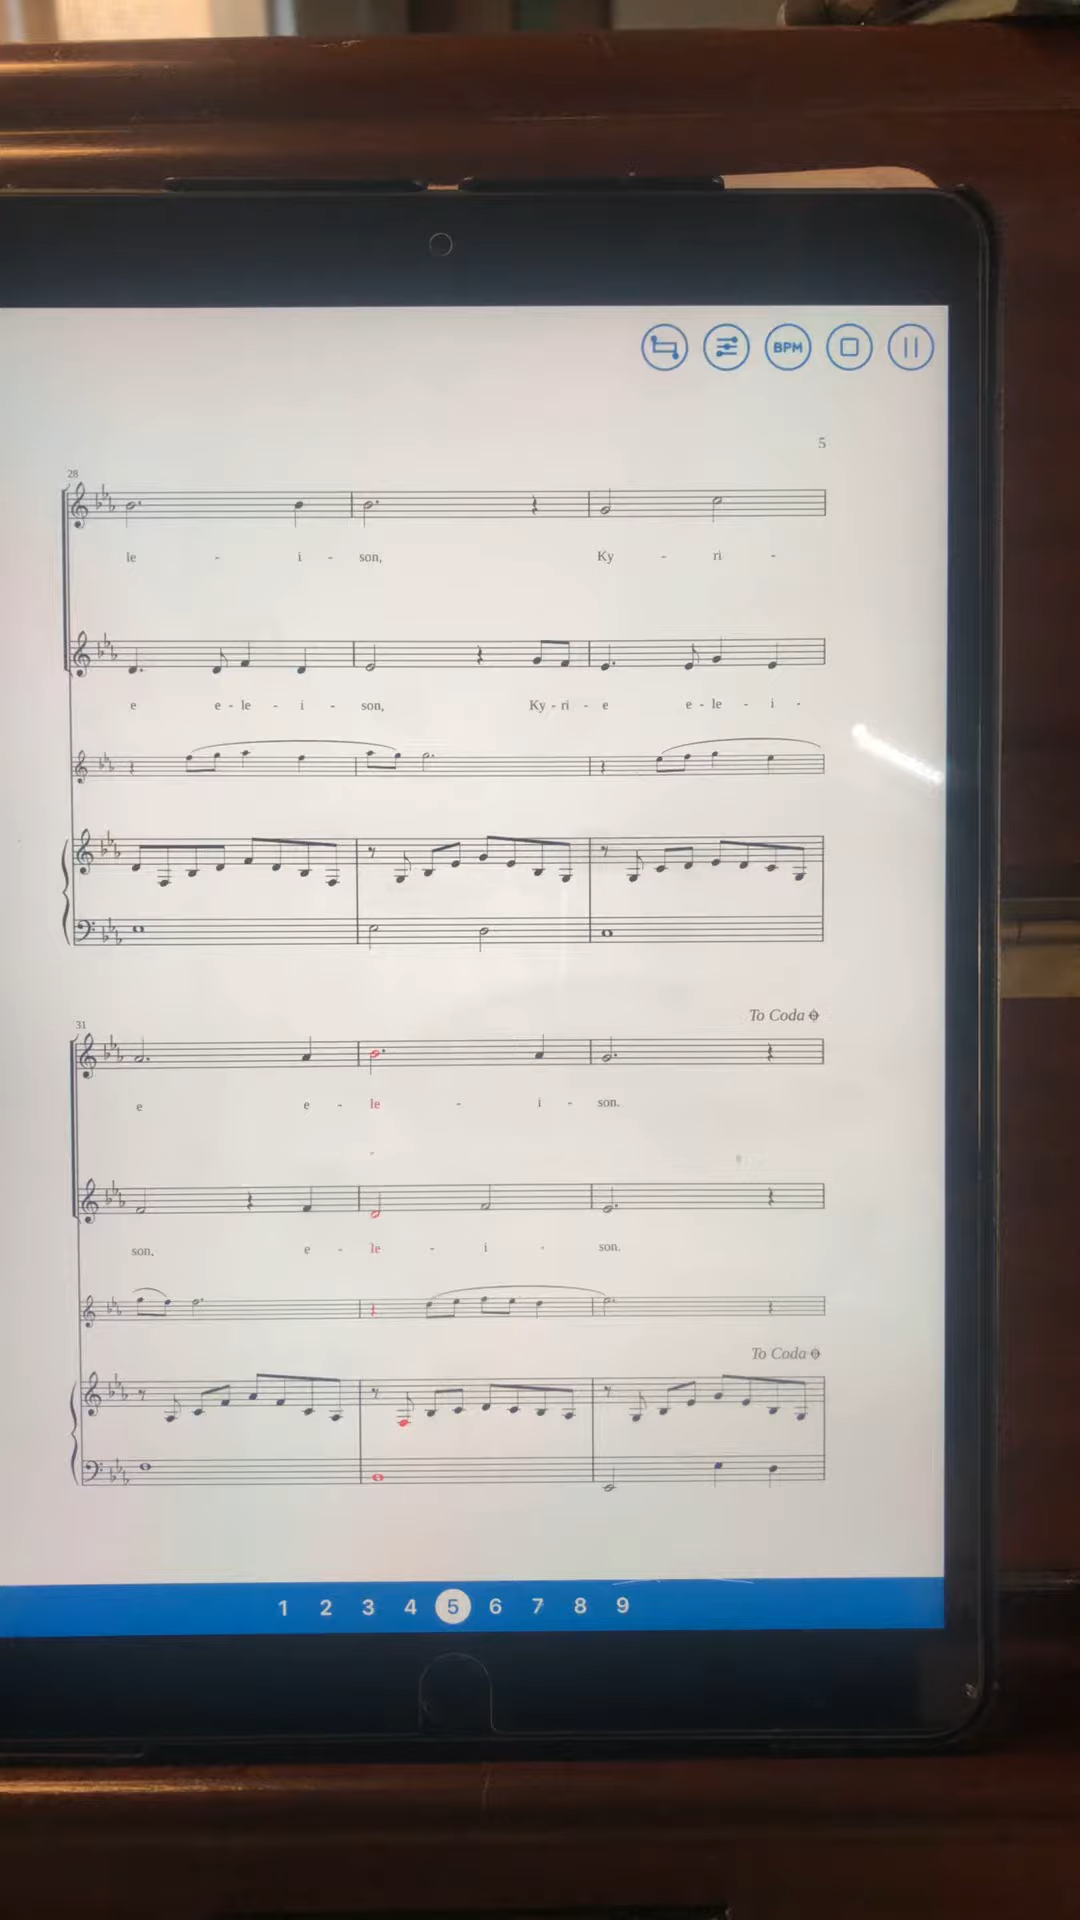 BPM
5
28
le - i - son, Ky - ri -
e e - le - i - son, Ky - ri - e e - le - i -
To Coda
31
e e - le - i - son.
son, e - le - i - son.
To Coda
1 2 3 4 5 6 7 8 9